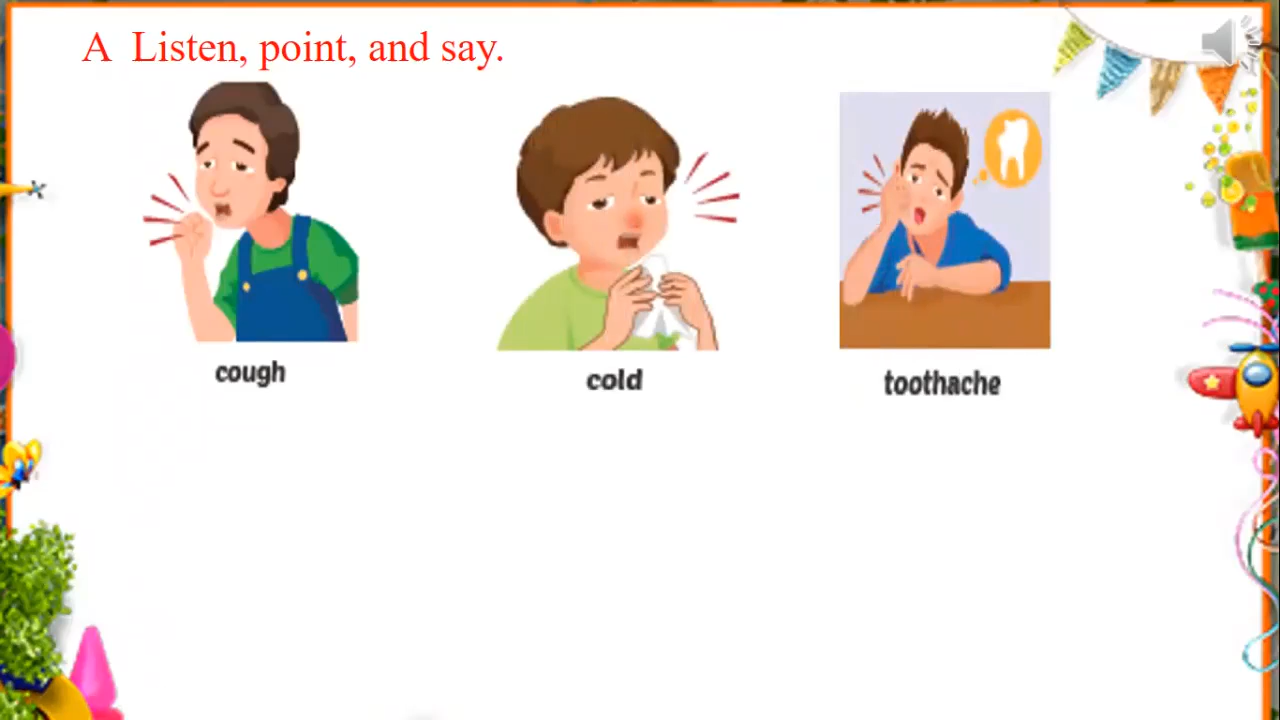 A Listen, point, and say.
cough
cold
toothache